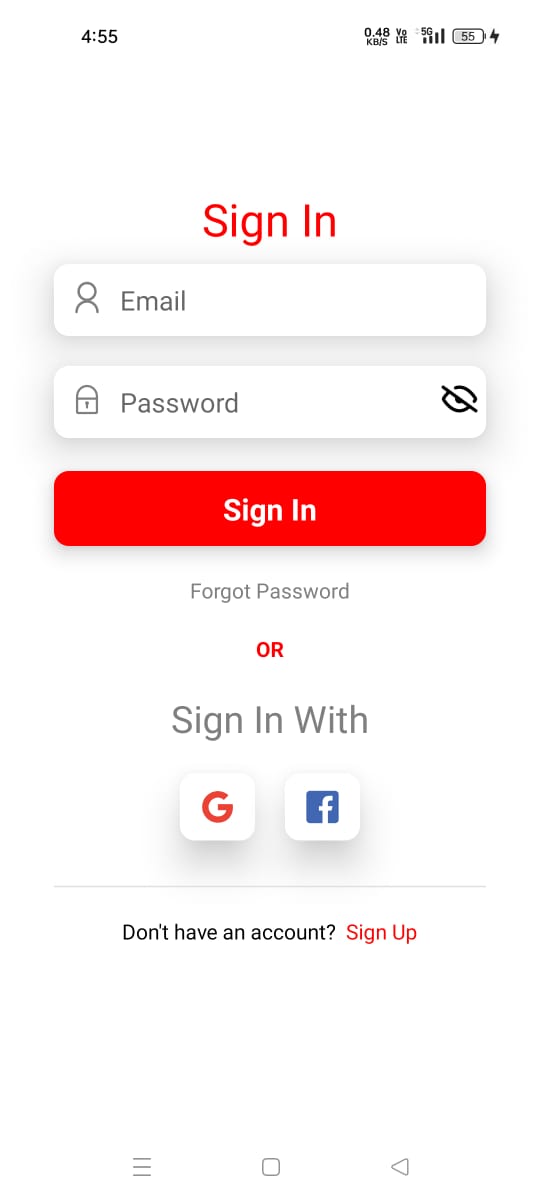 4:55
0.48 KB/S Vo LTE 5G 55
Sign In
Email
Password
Sign In
Forgot Password
OR
Sign In With
G f
Don't have an account? Sign Up